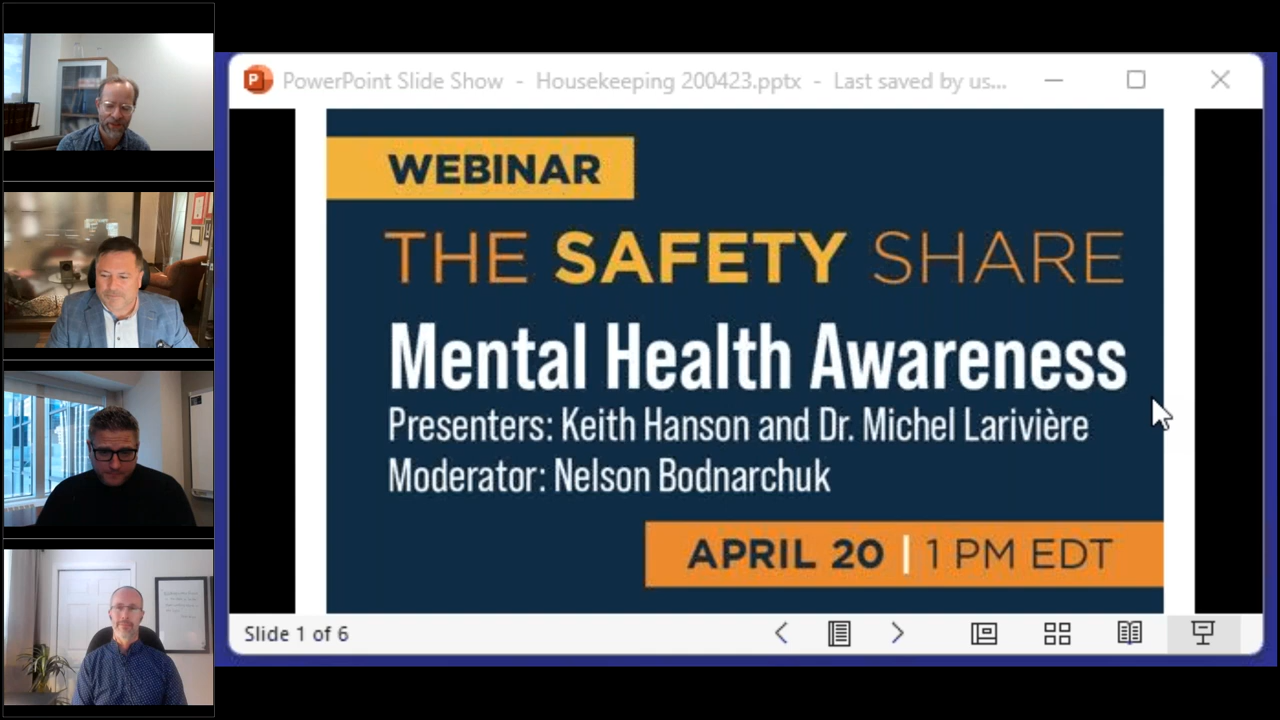 PowerPoint Slide Show - Housekeeping 200423.pptx - Last saved by us...
WEBINAR
THE SAFETY SHARE
Mental Health Awareness
Presenters: Keith Hanson and Dr. Michel Larivière
Moderator: Nelson Bodnarchuk
APRIL 20 | 1 PM EDT
Slide 1 of 6